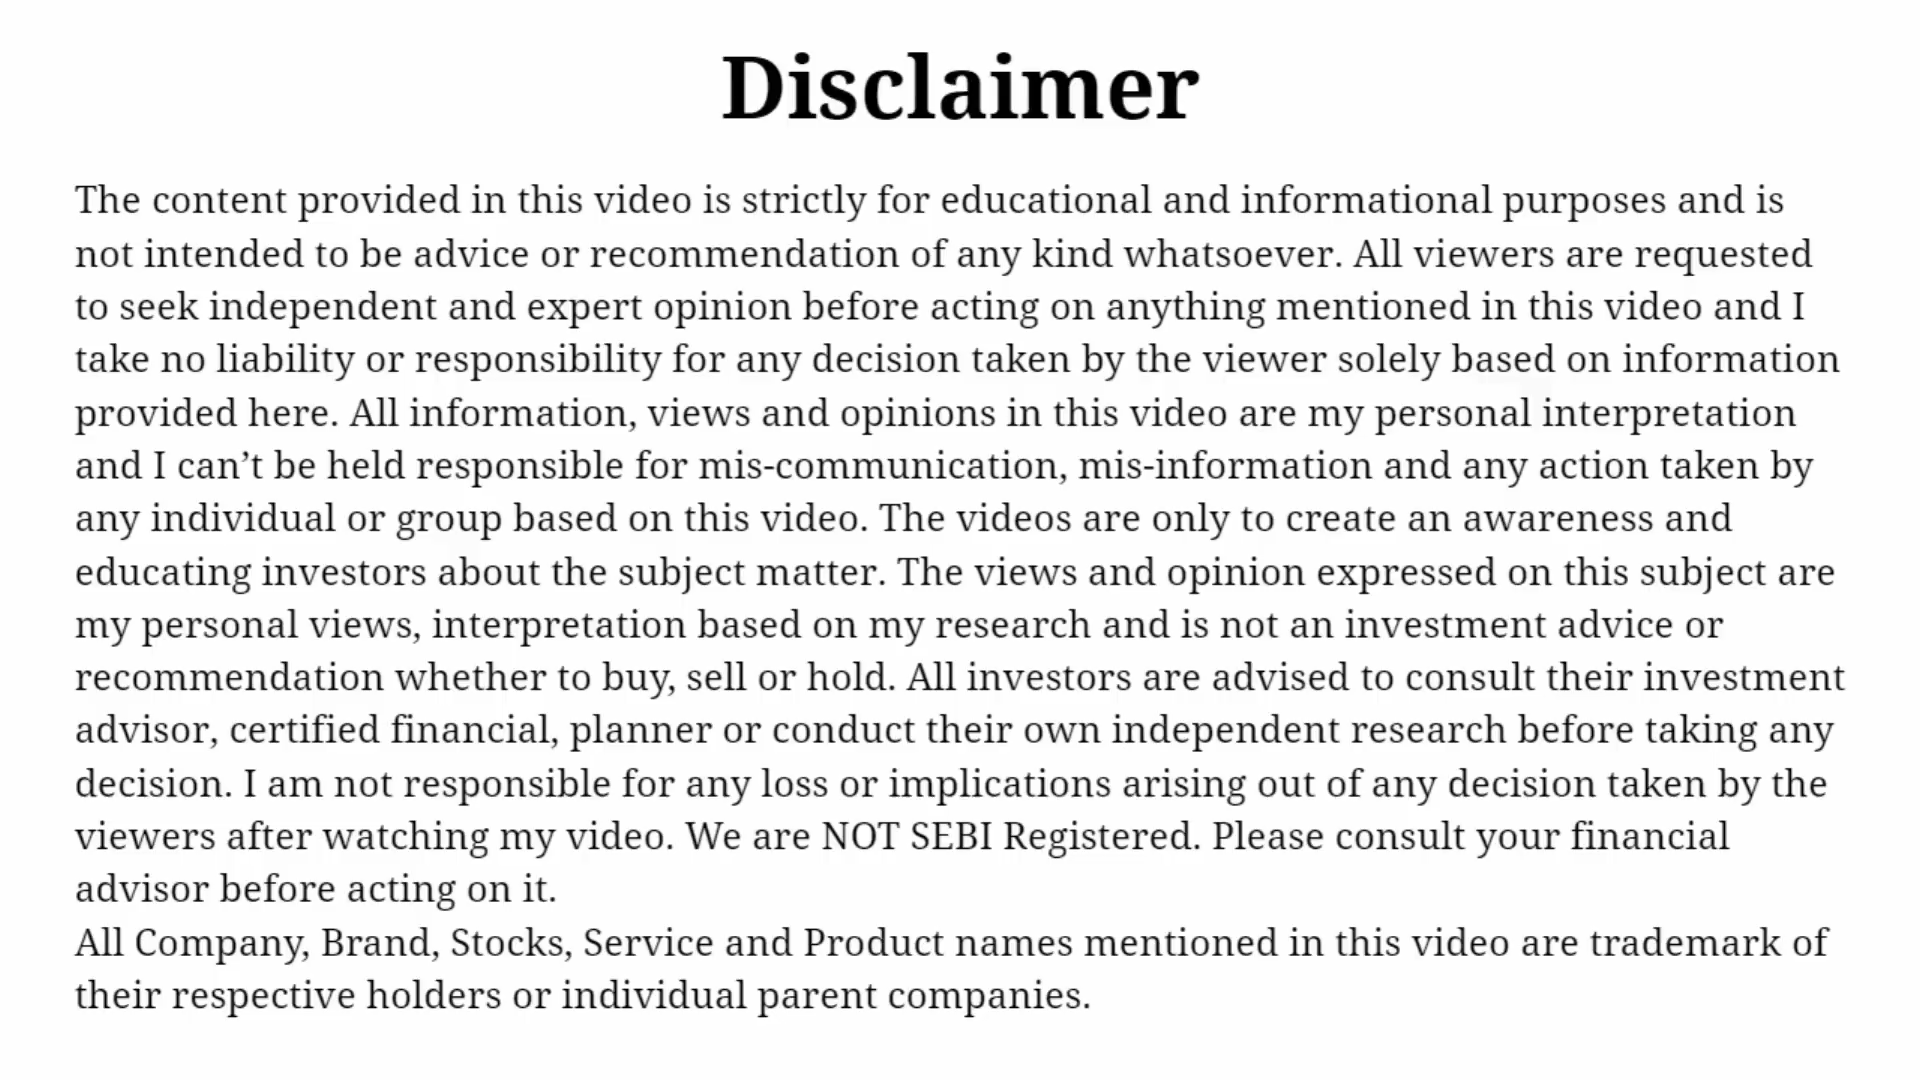 Disclaimer
The content provided in this video is strictly for educational and informational purposes and is
not intended to be advice or recommendation of any kind whatsoever. All viewers are requested
to seek independent and expert opinion before acting on anything mentioned in this video and I
take no liability or responsibility for any decision taken by the viewer solely based on information
provided here. All information, views and opinions in this video are my personal interpretation
and I can’t be held responsible for mis-communication, mis-information and any action taken by
any individual or group based on this video. The videos are only to create an awareness and
educating investors about the subject matter. The views and opinion expressed on this subject are
my personal views, interpretation based on my research and is not an investment advice or
recommendation whether to buy, sell or hold. All investors are advised to consult their investment
advisor, certified financial, planner or conduct their own independent research before taking any
decision. I am not responsible for any loss or implications arising out of any decision taken by the
viewers after watching my video. We are NOT SEBI Registered. Please consult your financial
advisor before acting on it.
All Company, Brand, Stocks, Service and Product names mentioned in this video are trademark of
their respective holders or individual parent companies.